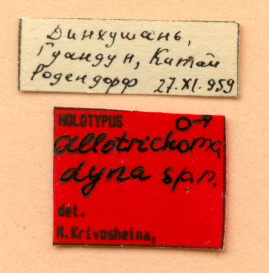 Динхушань,
Гуандун, Китай
Родендорф 27.XI.959
HOLOTYPUS ♂
Allotrichoma
dyna sp.n.
det.
N.Krivosheina,